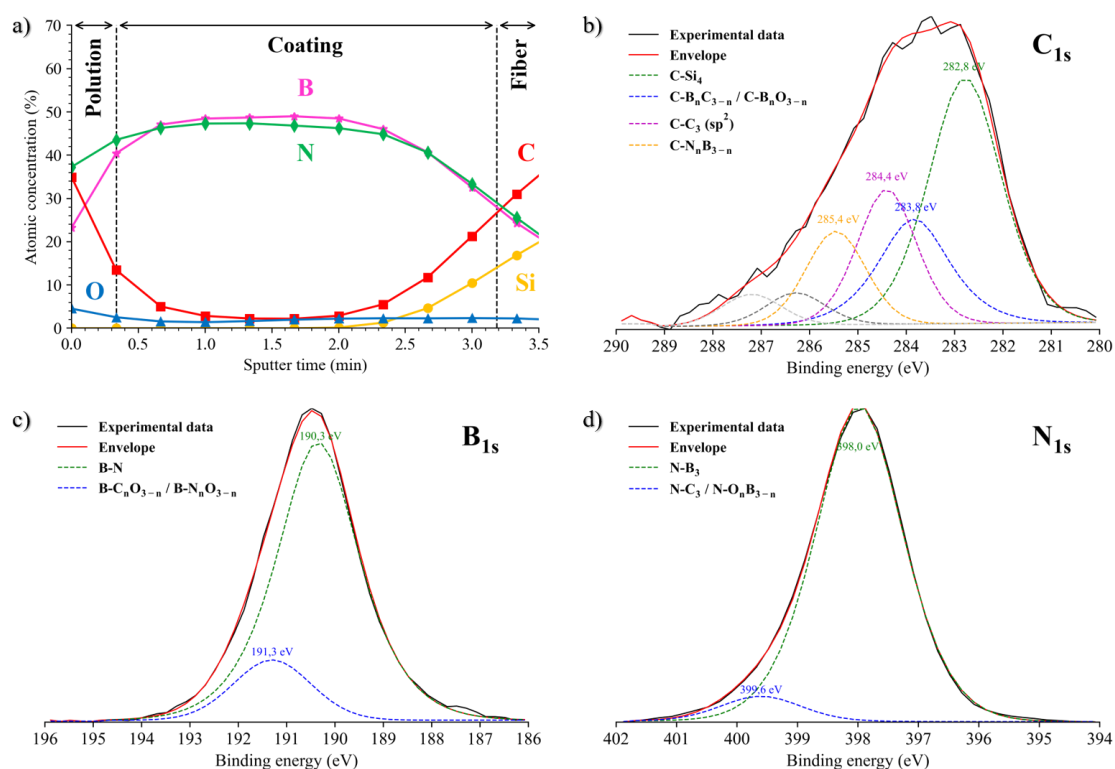 a)
Polution
Coating
Fiber
B
N
C
O
Si
Atomic concentration (%)
70
60
50
40
30
20
10
0
0.0 0.5 1.0 1.5 2.0 2.5 3.0 3.5
Sputter time (min)
b)
C1s
Experimental data
Envelope
C-Si4
C-BnC3−n / C-BnO3−n
C-C3 (sp2)
C-NnB3−n
282,8 eV
284,4 eV
283,8 eV
285,4 eV
290 289 288 287 286 285 284 283 282 281 280
Binding energy (eV)
c)
B1s
Experimental data
Envelope
B-N
B-CnO3−n / B-NnO3−n
190,3 eV
191,3 eV
196 195 194 193 192 191 190 189 188 187 186
Binding energy (eV)
d)
N1s
Experimental data
Envelope
N-B3
N-C3 / N-OnB3−n
398,0 eV
399,6 eV
402 401 400 399 398 397 396 395 394
Binding energy (eV)